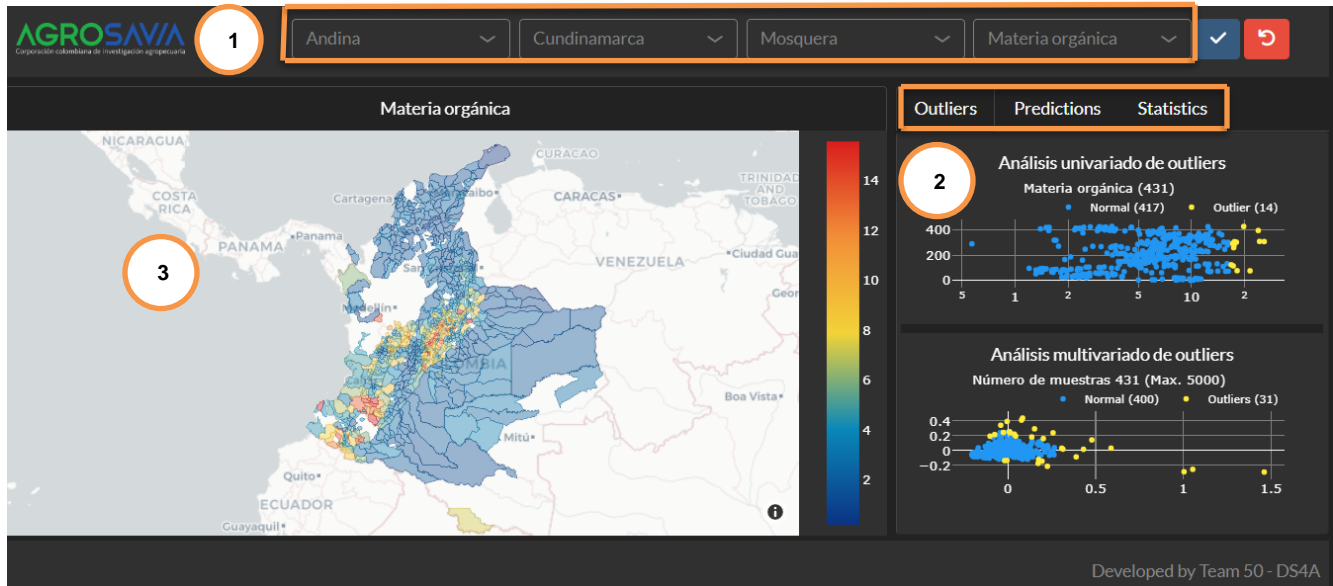 AGROSAVIA
Corporación colombiana de investigación agropecuaria
1
Andina
Cundinamarca
Mosquera
Materia orgánica
Materia orgánica
Outliers
Predictions
Statistics
NICARAGUA
COSTA
RICA
PANAMA
Panama
Cartagena
CURACAO
CARACAS
TRINIDAD
AND
TOBAGO
VENEZUELA
Ciudad Gua
Geor
Medellín
Boa Vista
Mitú
Quito
ECUADOR
Guayaquil
3
14
12
10
8
6
4
2
2
Análisis univariado de outliers
Materia orgánica (431)
Normal (417)
Outlier (14)
400
200
0
5 1 2 5 10 2
Análisis multivariado de outliers
Número de muestras 431 (Max. 5000)
Normal (400)
Outliers (31)
0.4
0.2
0
−0.2
0 0.5 1 1.5
Developed by Team 50 - DS4A